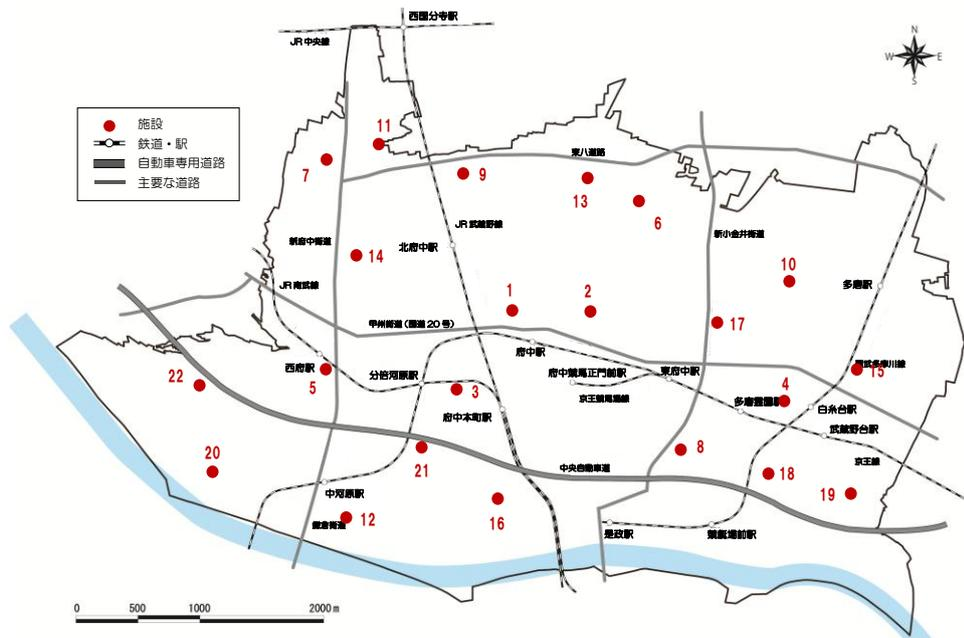 西国分寺駅
JR中央線
N
W
E
S
施設
鉄道・駅
自動車専用道路
主要な道路
11
7
9
東八道路
13
6
JR武蔵野線
新府中街道
北府中駅
新小金井街道
14
10
JR南武線
多磨駅
1
2
甲州街道(国道20号)
17
府中駅
西府駅
分倍河原駅
府中競馬正門前駅
東府中駅
西武多摩川線
15
22
5
3
京王競馬場線
4
多磨霊園駅
府中本町駅
白糸台駅
武蔵野台駅
21
8
京王線
20
中央自動車道
18
中河原駅
19
16
鎌倉街道
12
是政駅
競艇場前駅
0
500
1000
2000m